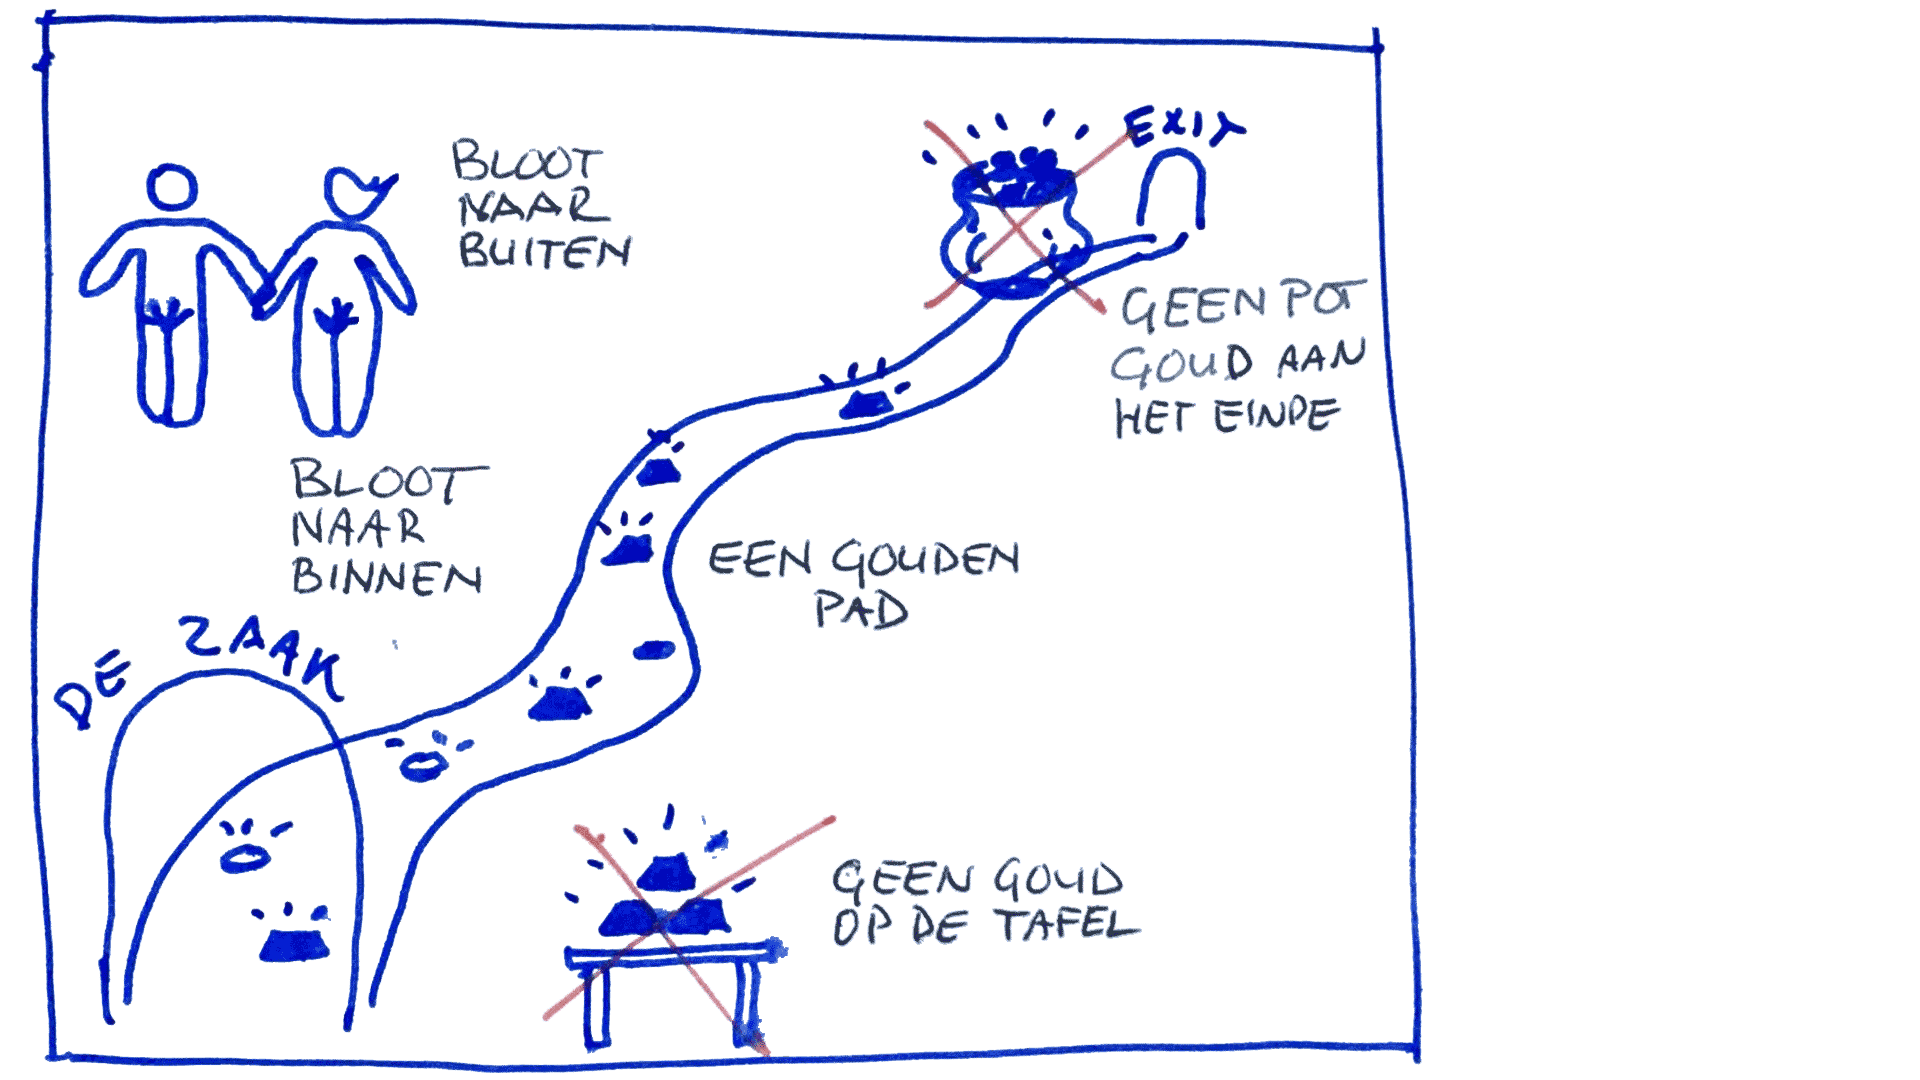 BLOOT
NAAR
BUITEN
EXIT
GEEN POT
GOUD AAN
HET EINDE
BLOOT
NAAR
BINNEN
EEN GOUDEN
PAD
DE ZAAK
GEEN GOUD
OP DE TAFEL